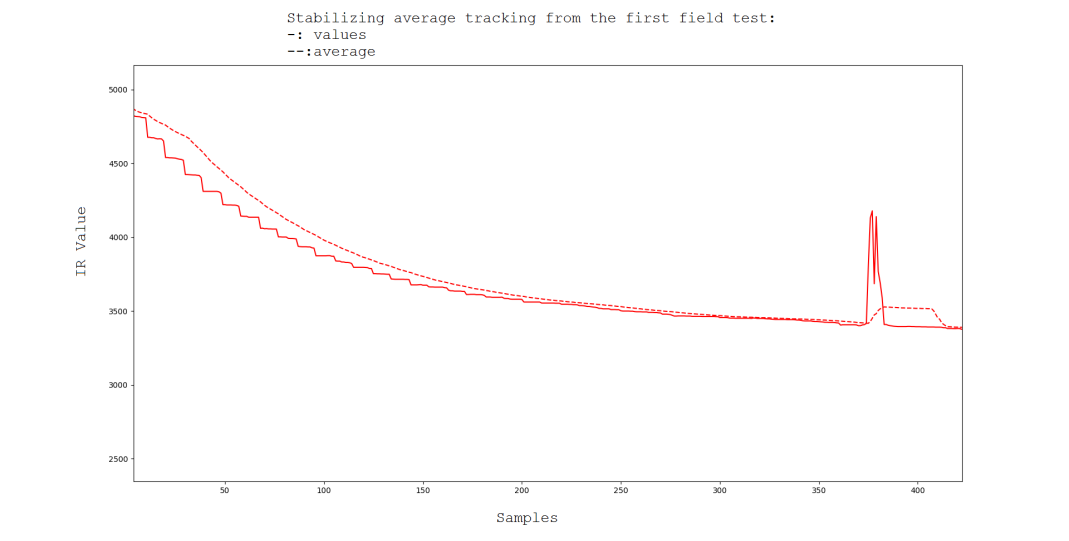 Stabilizing average tracking from the first field test:
-: values
--:average
5000
4500
4000
3500
3000
2500
IR Value
50 100 150 200 250 300 350 400
Samples